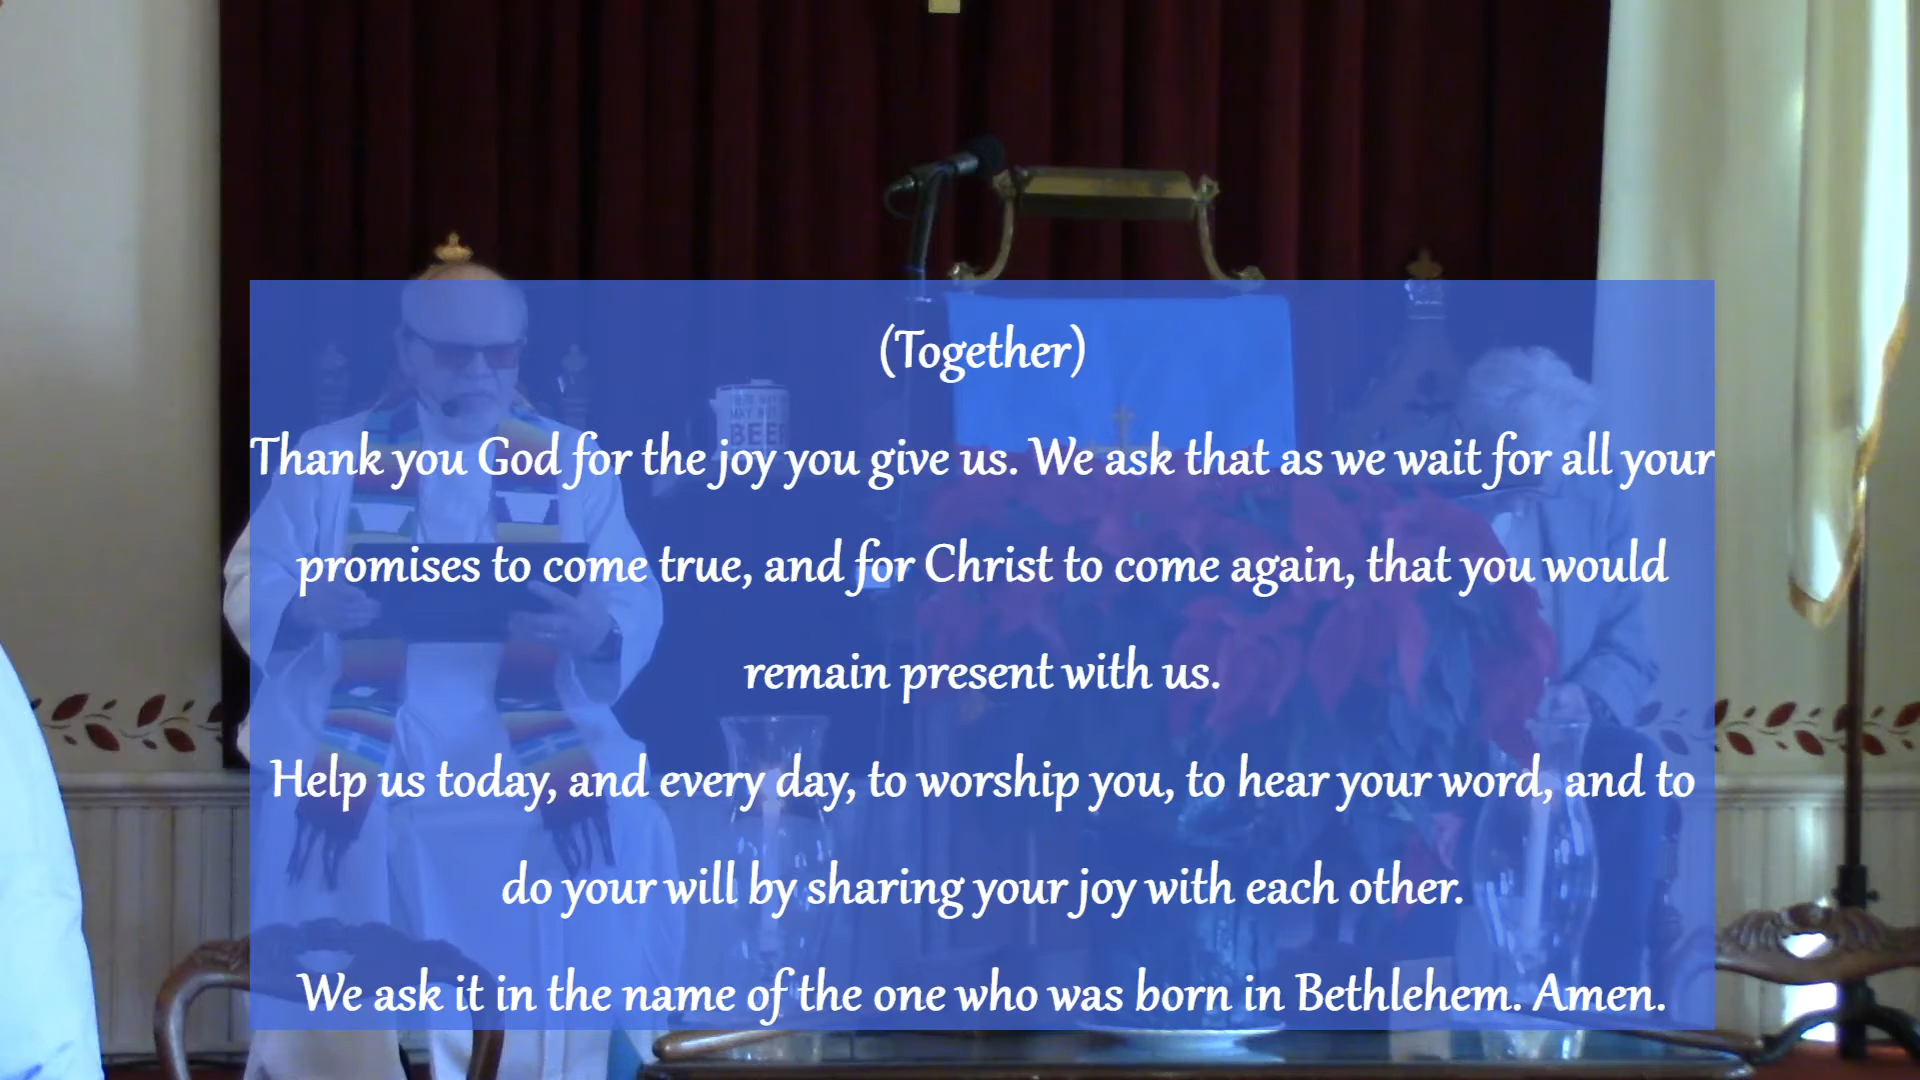 (Together)
Thank you God for the joy you give us. We ask that as we wait for all your
promises to come true, and for Christ to come again, that you would
remain present with us.
Help us today, and every day, to worship you, to hear your word, and to
do your will by sharing your joy with each other.
We ask it in the name of the one who was born in Bethlehem. Amen.
MAY
BEER